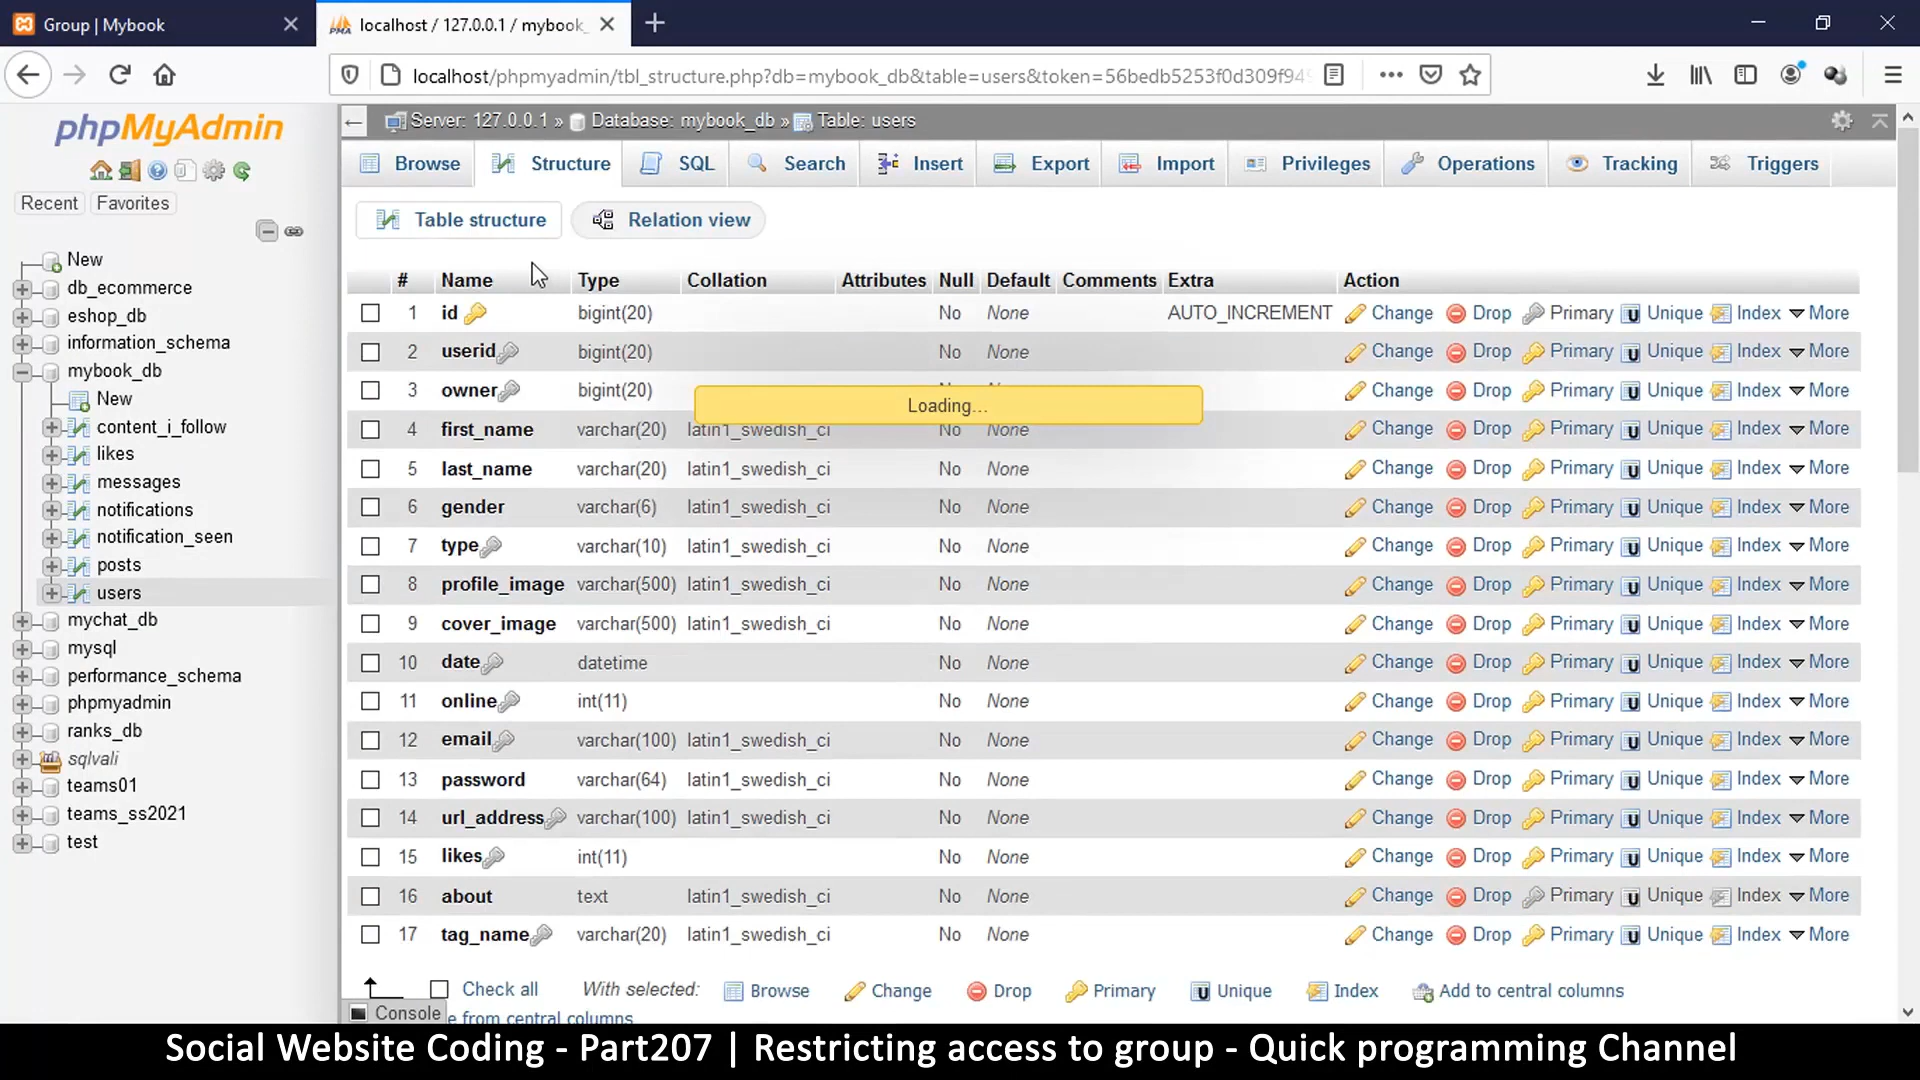 Group | Mybook
localhost / 127.0.0.1 / mybook_
localhost/phpmyadmin/tbl_structure.php?db=mybook_db&table=users&token=56bedb5253f0d309f94
phpMyAdmin
Recent Favorites
New
db_ecommerce
eshop_db
information_schema
mybook_db
New
content_i_follow
likes
messages
notifications
notification_seen
posts
users
mychat_db
mysql
performance_schema
phpmyadmin
ranks_db
sqlvali
teams01
teams_ss2021
test
Server: 127.0.0.1 » Database: mybook_db » Table: users
Browse Structure SQL Search Insert Export Import Privileges Operations Tracking Triggers
Table structure Relation view
# Name Type Collation Attributes Null Default Comments Extra Action
1 id bigint(20) No None AUTO_INCREMENT Change Drop Primary Unique Index More
2 userid bigint(20) No None Change Drop Primary Unique Index More
3 owner bigint(20) Change Drop Primary Unique Index More
Loading...
4 first_name varchar(20) latin1_swedish_ci No None Change Drop Primary Unique Index More
5 last_name varchar(20) latin1_swedish_ci No None Change Drop Primary Unique Index More
6 gender varchar(6) latin1_swedish_ci No None Change Drop Primary Unique Index More
7 type varchar(10) latin1_swedish_ci No None Change Drop Primary Unique Index More
8 profile_image varchar(500) latin1_swedish_ci No None Change Drop Primary Unique Index More
9 cover_image varchar(500) latin1_swedish_ci No None Change Drop Primary Unique Index More
10 date datetime No None Change Drop Primary Unique Index More
11 online int(11) No None Change Drop Primary Unique Index More
12 email varchar(100) latin1_swedish_ci No None Change Drop Primary Unique Index More
13 password varchar(64) latin1_swedish_ci No None Change Drop Primary Unique Index More
14 url_address varchar(100) latin1_swedish_ci No None Change Drop Primary Unique Index More
15 likes int(11) No None Change Drop Primary Unique Index More
16 about text latin1_swedish_ci No None Change Drop Primary Unique Index More
17 tag_name varchar(20) latin1_swedish_ci No None Change Drop Primary Unique Index More
Check all With selected: Browse Change Drop Primary Unique Index Add to central columns
Console
e from central columns
Social Website Coding - Part207 | Restricting access to group - Quick programming Channel